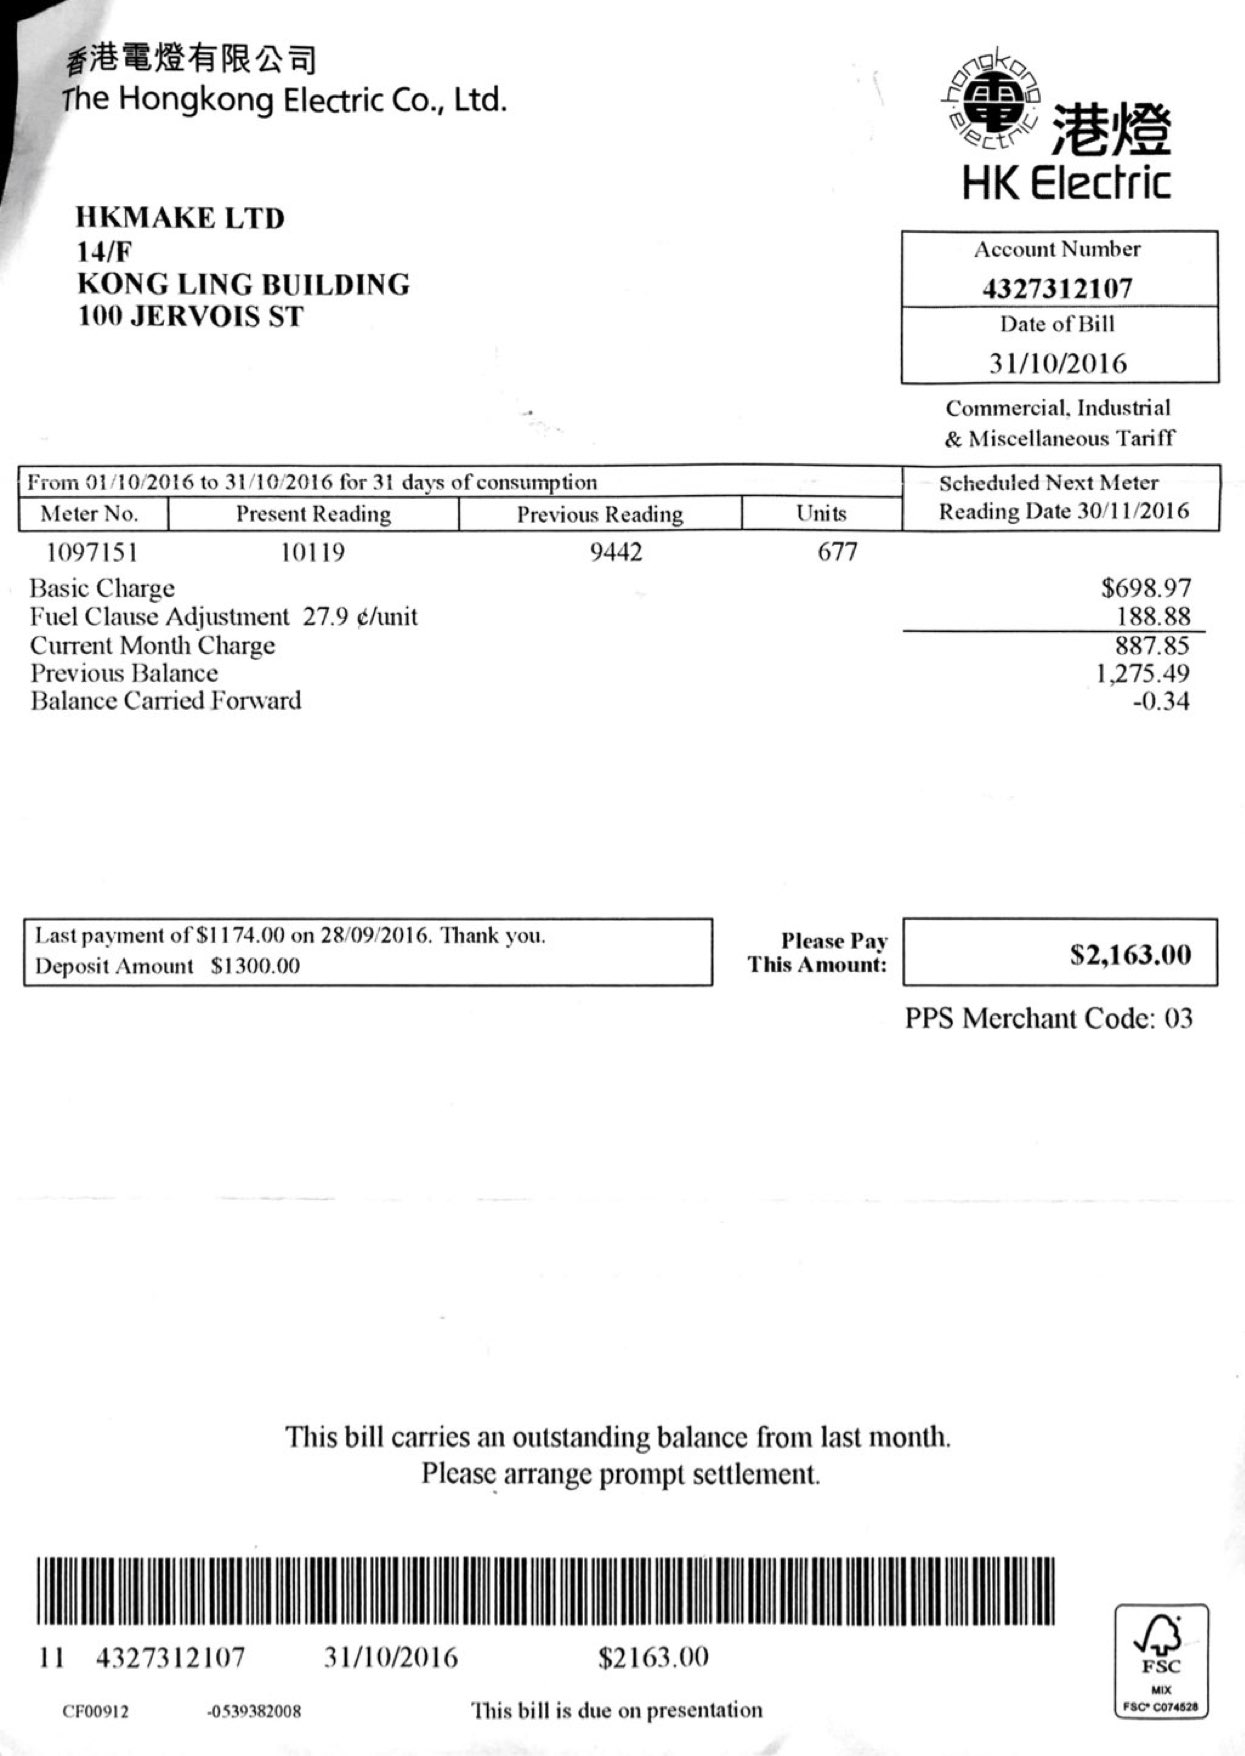 香港電燈有限公司
The Hongkong Electric Co., Ltd.
hongkong electric
電
港燈
HK Electric
HKMAKE LTD
14/F
KONG LING BUILDING
100 JERVOIS ST
Account Number
4327312107
Date of Bill
31/10/2016
Commercial, Industrial
& Miscellaneous Tariff
From 01/10/2016 to 31/10/2016 for 31 days of consumption
Scheduled Next Meter
Reading Date 30/11/2016
Meter No. Present Reading Previous Reading Units
1097151 10119 9442 677
Basic Charge $698.97
Fuel Clause Adjustment 27.9 ¢/unit 188.88
Current Month Charge 887.85
Previous Balance 1,275.49
Balance Carried Forward -0.34
Last payment of $1174.00 on 28/09/2016. Thank you.
Deposit Amount $1300.00
Please Pay
This Amount:
$2,163.00
PPS Merchant Code: 03
This bill carries an outstanding balance from last month.
Please arrange prompt settlement.
11 4327312107 31/10/2016 $2163.00
CF00912 -0539382008 This bill is due on presentation
FSC
MIX
FSC® C074528